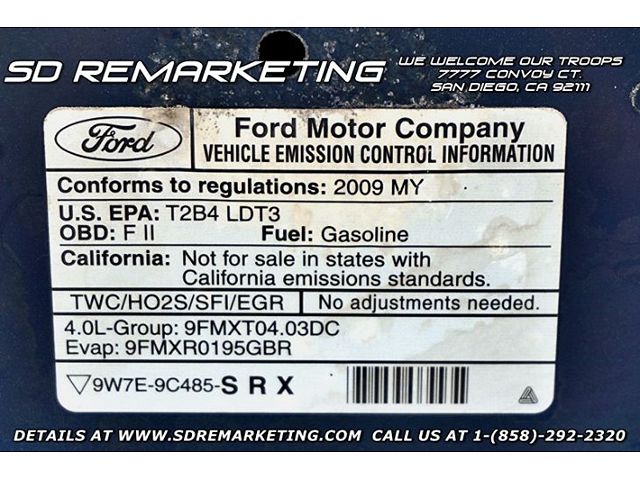 SD REMARKETING
WE WELCOME OUR TROOPS
7777 CONVOY CT.
SAN DIEGO, CA 92111
Ford
Ford Motor Company
VEHICLE EMISSION CONTROL INFORMATION
Conforms to regulations: 2009 MY
U.S. EPA: T2B4 LDT3
OBD: F II Fuel: Gasoline
California: Not for sale in states with
California emissions standards.
TWC/HO2S/SFI/EGR No adjustments needed.
4.0L-Group: 9FMXT04.03DC
Evap: 9FMXR0195GBR
9W7E-9C485-S R X
DETAILS AT WWW.SDREMARKETING.COM CALL US AT 1-(858)-292-2320